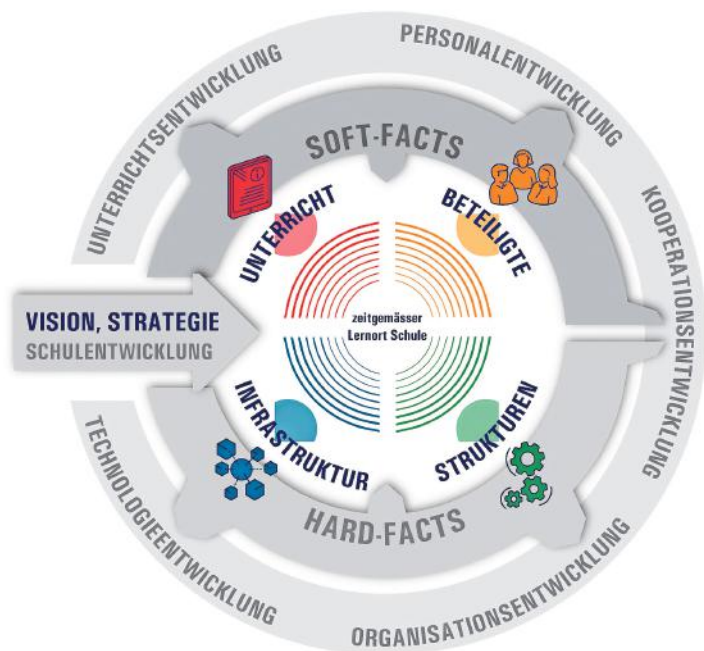 UNTERRICHTSENTWICKLUNG
PERSONALENTWICKLUNG
KOOPERATIONSENTWICKLUNG
SOFT-FACTS
UNTERRICHT
BETEILIGTE
zeitgemässer
Lernort Schule
VISION, STRATEGIE
SCHULENTWICKLUNG
INFRASTRUKTUR
STRUKTUREN
HARD-FACTS
TECHNOLOGIEENTWICKLUNG
ORGANISATIONSENTWICKLUNG